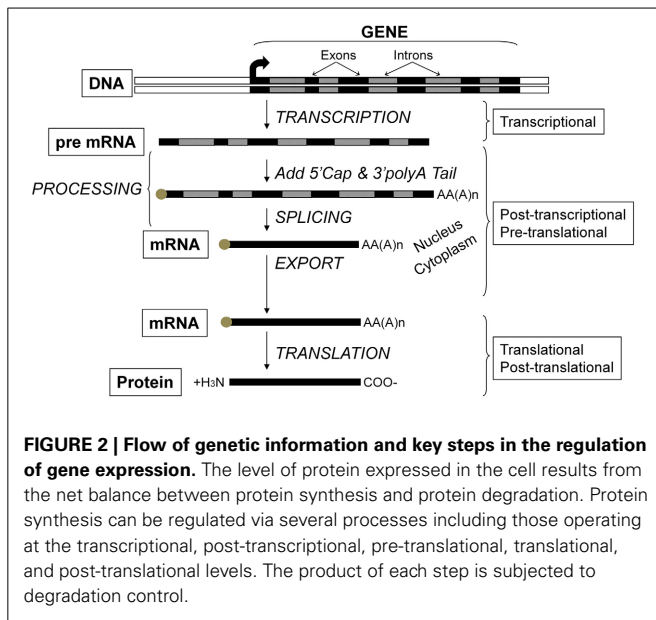 GENE
Exons Introns
DNA
TRANSCRIPTION
Transcriptional
pre mRNA
PROCESSING
Add 5'Cap & 3'polyA Tail
AA(A)n
SPLICING
Post-transcriptional
Pre-translational
mRNA
AA(A)n
Nucleus
Cytoplasm
EXPORT
mRNA
AA(A)n
TRANSLATION
Translational
Post-translational
Protein
+H3N
COO-
FIGURE 2 | Flow of genetic information and key steps in the regulation
of gene expression. The level of protein expressed in the cell results from
the net balance between protein synthesis and protein degradation. Protein
synthesis can be regulated via several processes including those operating
at the transcriptional, post-transcriptional, pre-translational, translational,
and post-translational levels. The product of each step is subjected to
degradation control.